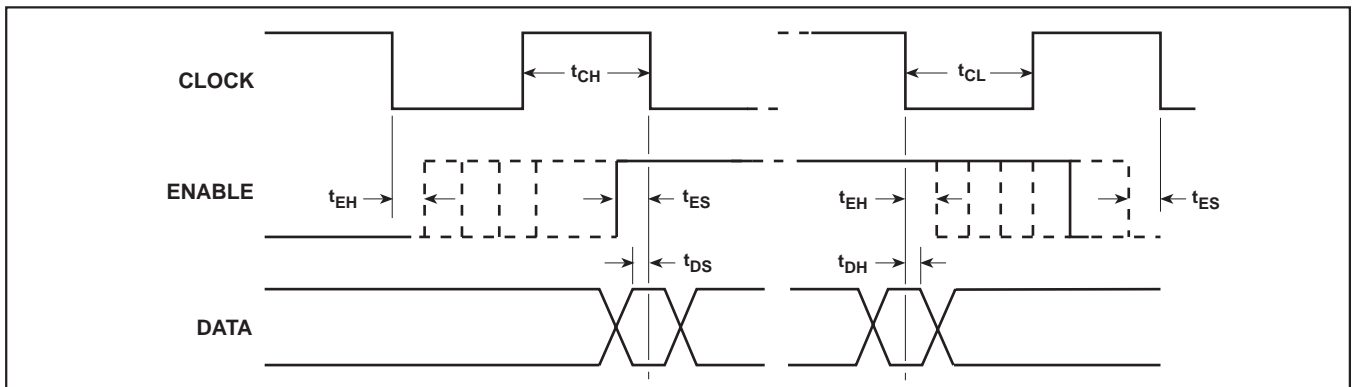 CLOCK
tCH
tCL
ENABLE
tEH
tES
tEH
tES
tDS
tDH
DATA